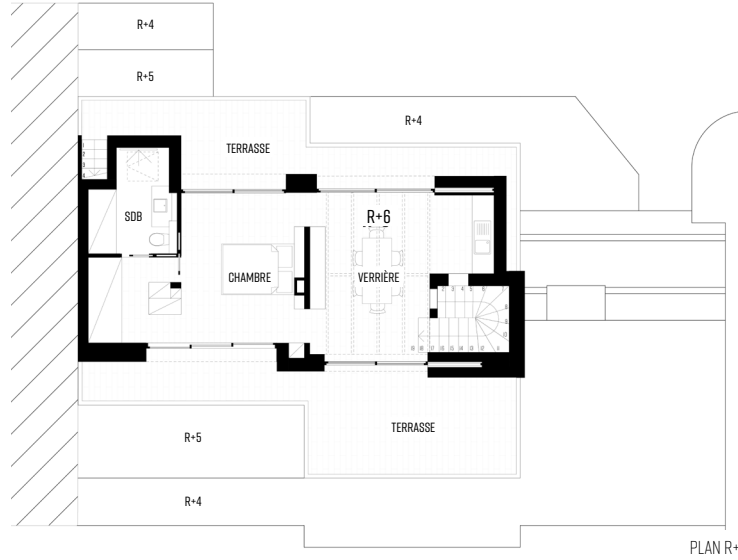 R+4
R+5
R+4
TERRASSE
SDB
R+6
CHAMBRE
VERRIÈRE
TERRASSE
R+5
R+4
PLAN R+